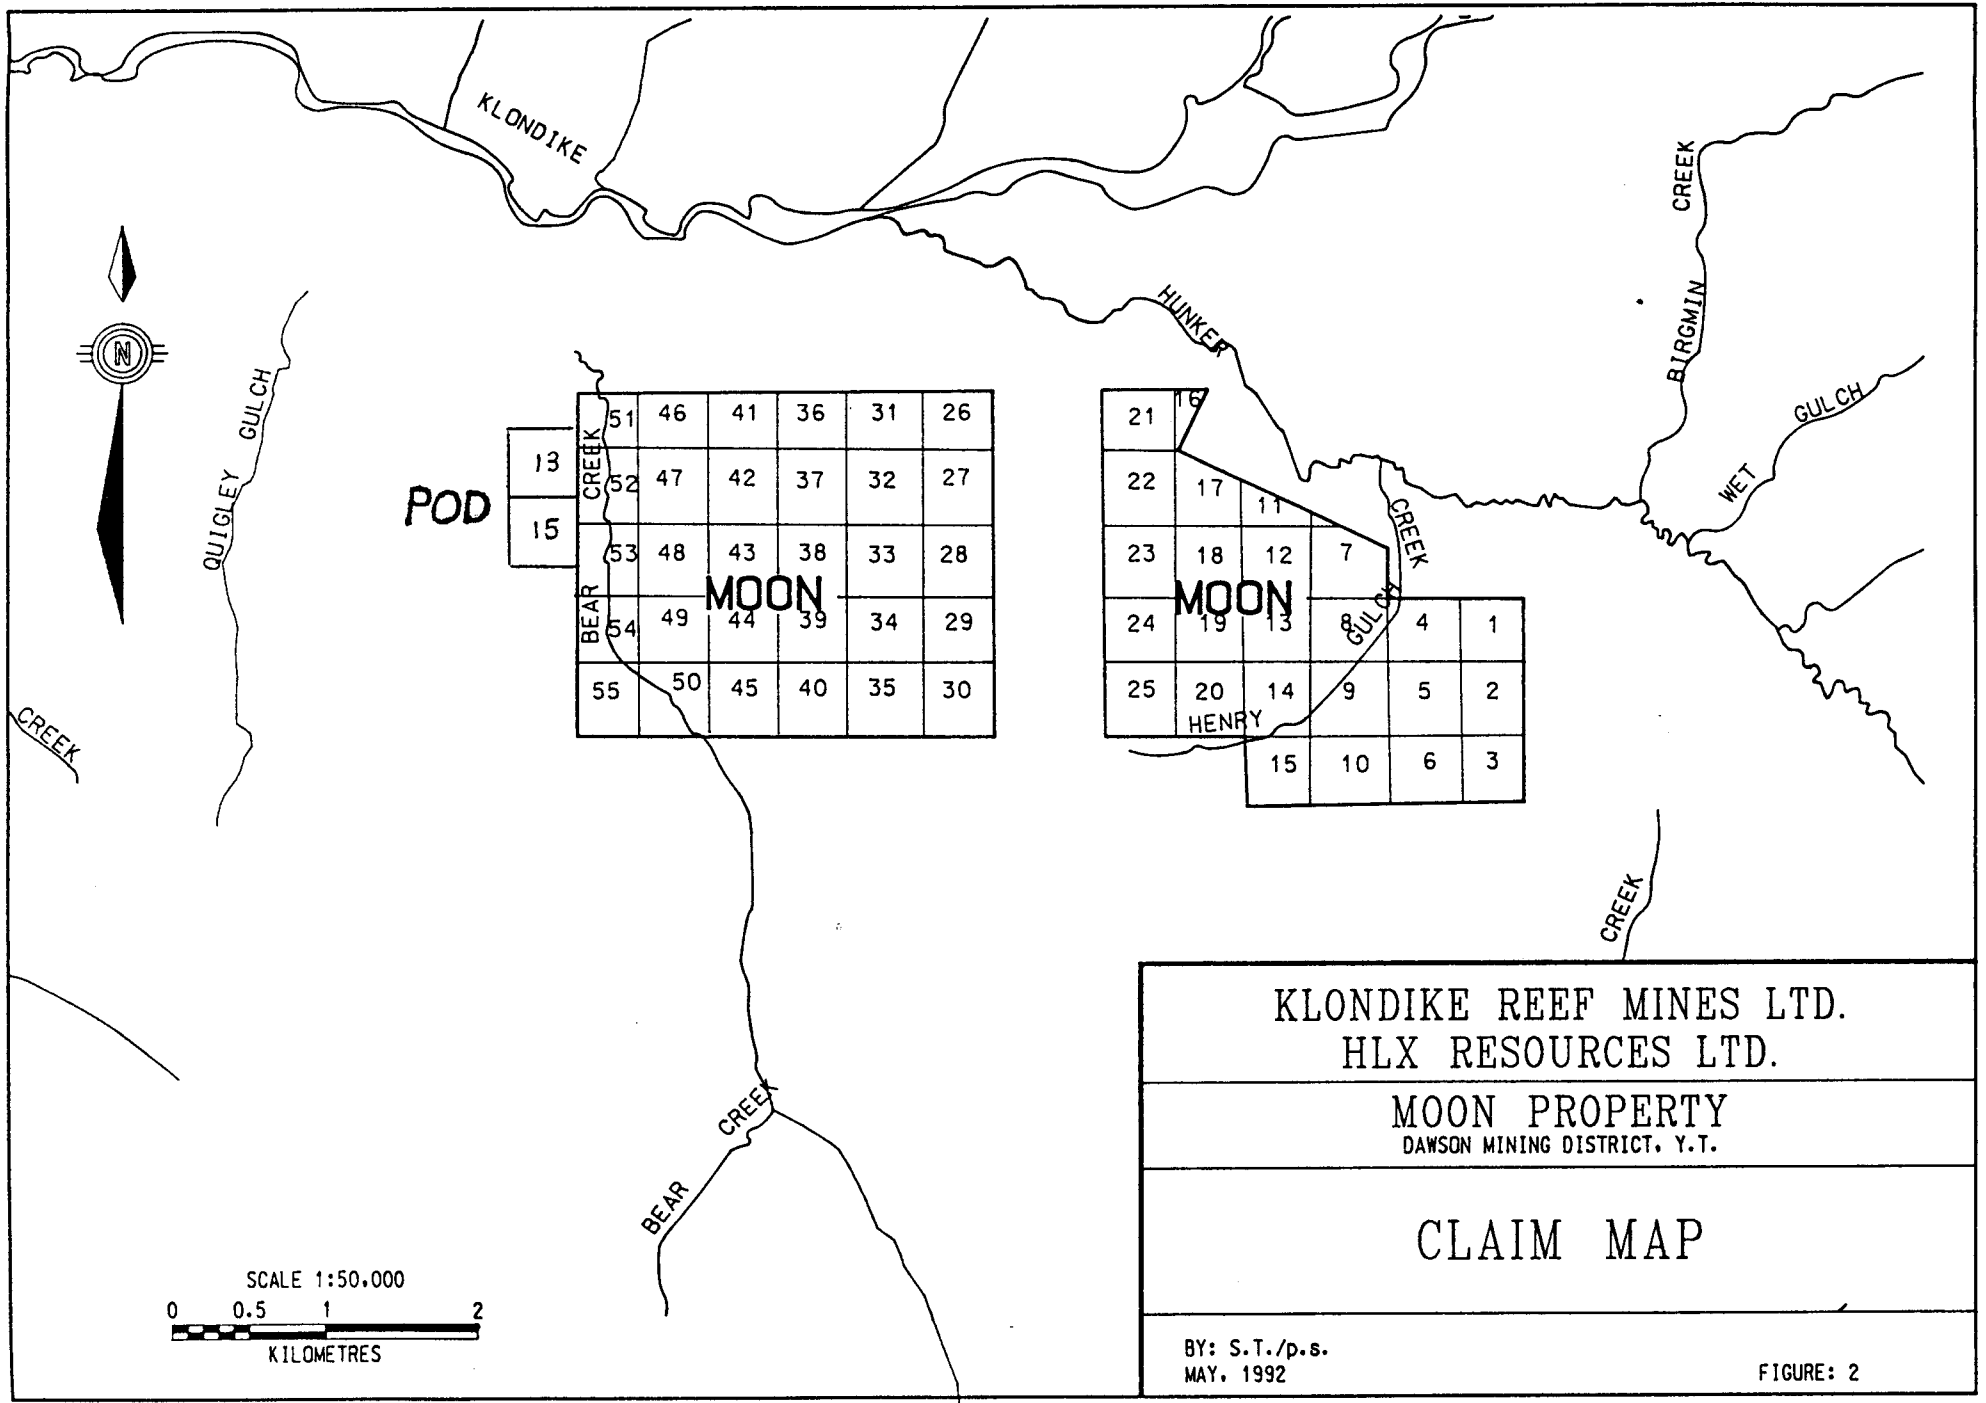 KLONDIKE
CREEK
BIRGMIN
HUNKER
N
QUIGLEY GULCH
GULCH
WET
POD
13
15
CREEK
BEAR
51 46 41 36 31 26
52 47 42 37 32 27
53 48 43 38 33 28
MOON
54 49 44 39 34 29
55 50 45 40 35 30
21 16
22 17 11
CREEK
23 18 12 7
MOON
GULCH
24 19 13 8 4 1
25 20 14 9 5 2
HENRY
15 10 6 3
CREEK
CREEK
CREEK
BEAR
SCALE 1:50,000
0 0.5 1 2
KILOMETRES
KLONDIKE REEF MINES LTD.
HLX RESOURCES LTD.
MOON PROPERTY
DAWSON MINING DISTRICT, Y.T.
CLAIM MAP
BY: S.T./p.s.
MAY, 1992
FIGURE: 2